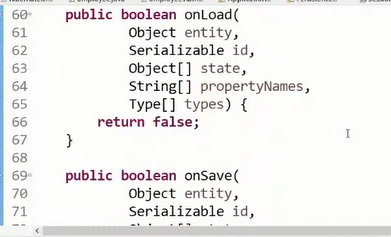 60 public boolean onLoad(
61 Object entity,
62 Serializable id,
63 Object[] state,
64 String[] propertyNames,
65 Type[] types) {
66 return false;
67 }
68
69 public boolean onSave(
70 Object entity,
71 Serializable id,